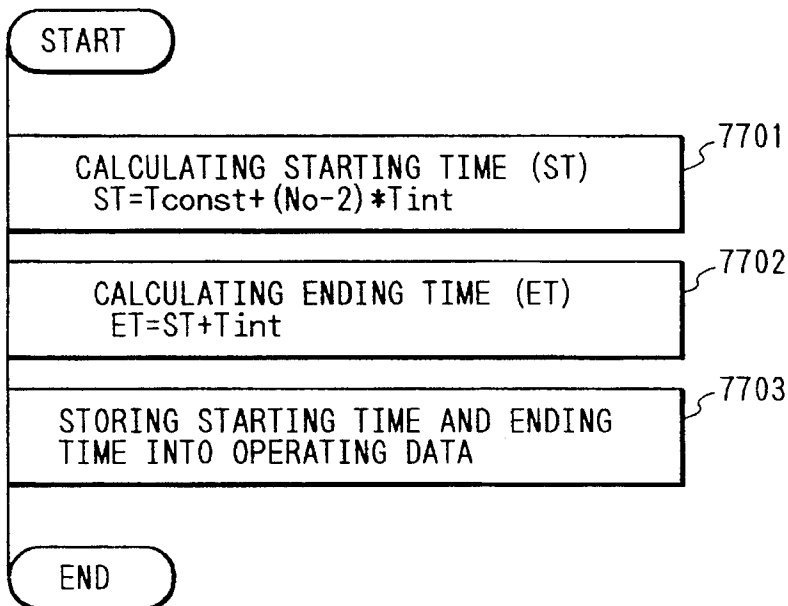 START
7701
CALCULATING STARTING TIME (ST)
ST=Tconst+(No-2)*Tint
7702
CALCULATING ENDING TIME (ET)
ET=ST+Tint
7703
STORING STARTING TIME AND ENDING
TIME INTO OPERATING DATA
END